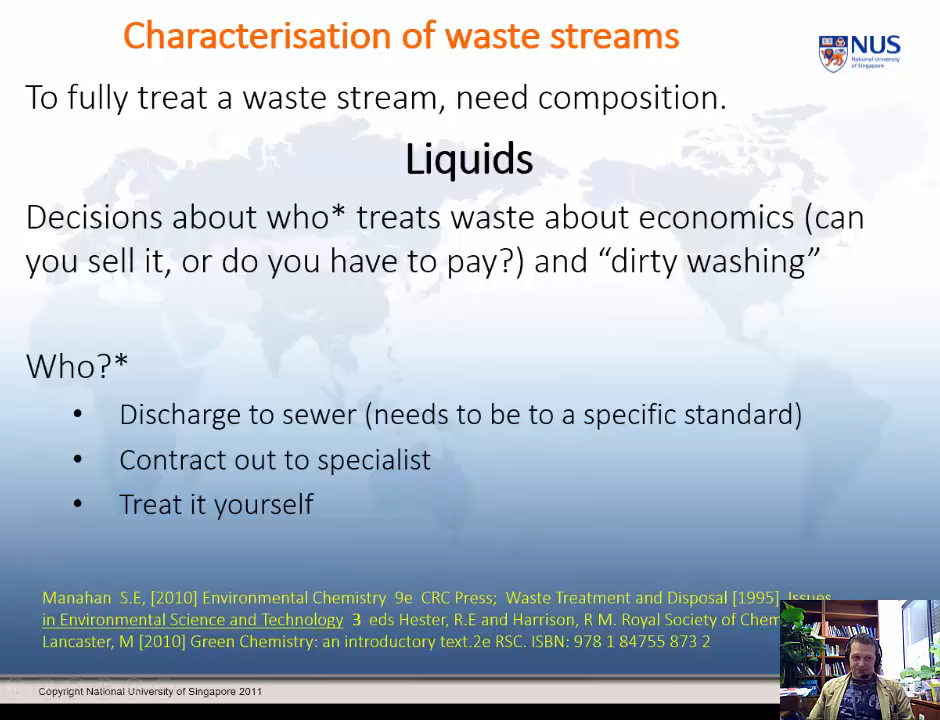 Characterisation of waste streams
NUS
National University
of Singapore
To fully treat a waste stream, need composition.
Liquids
Decisions about who* treats waste about economics (can
you sell it, or do you have to pay?) and “dirty washing”
Who?*
• Discharge to sewer (needs to be to a specific standard)
• Contract out to specialist
• Treat it yourself
Manahan S.E, [2010] Environmental Chemistry 9e CRC Press; Waste Treatment and Disposal [1995] Issues
in Environmental Science and Technology 3 eds Hester, R.E and Harrison, R M. Royal Society of Chem
Lancaster, M [2010] Green Chemistry: an introductory text.2e RSC. ISBN: 978 1 84755 873 2
Copyright National University of Singapore 2011